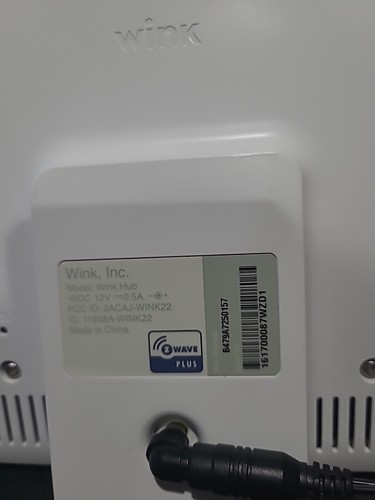 wink
Wink, Inc.
Model: Wink Hub
DC 12V ⎓0.5A
FCC ID: 2ACAJ-WINK22
IC: 11938A-WINK22
Made in China
Z WAVE
PLUS
B479A7250157
161700087WZD1